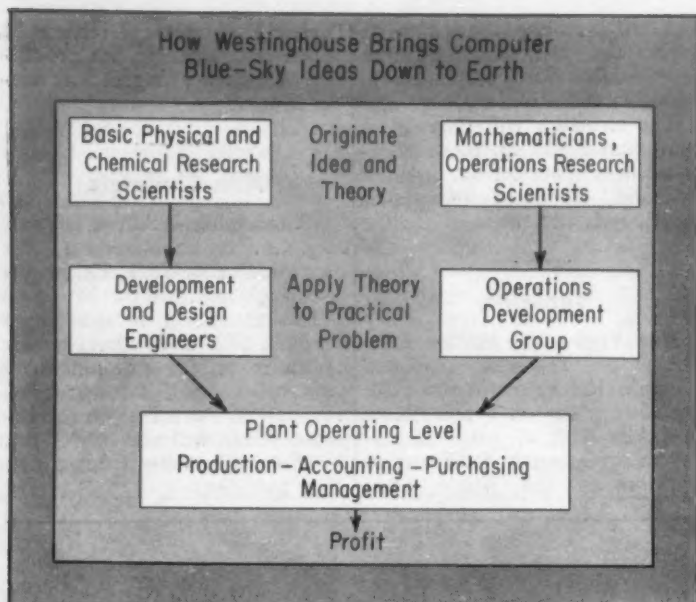 How Westinghouse Brings Computer
Blue-Sky Ideas Down to Earth
Basic Physical and
Chemical Research
Scientists
Originate
Idea and
Theory
Mathematicians,
Operations Research
Scientists
Development
and Design
Engineers
Apply Theory
to Practical
Problem
Operations
Development
Group
Plant Operating Level
Production-Accounting-Purchasing
Management
Profit